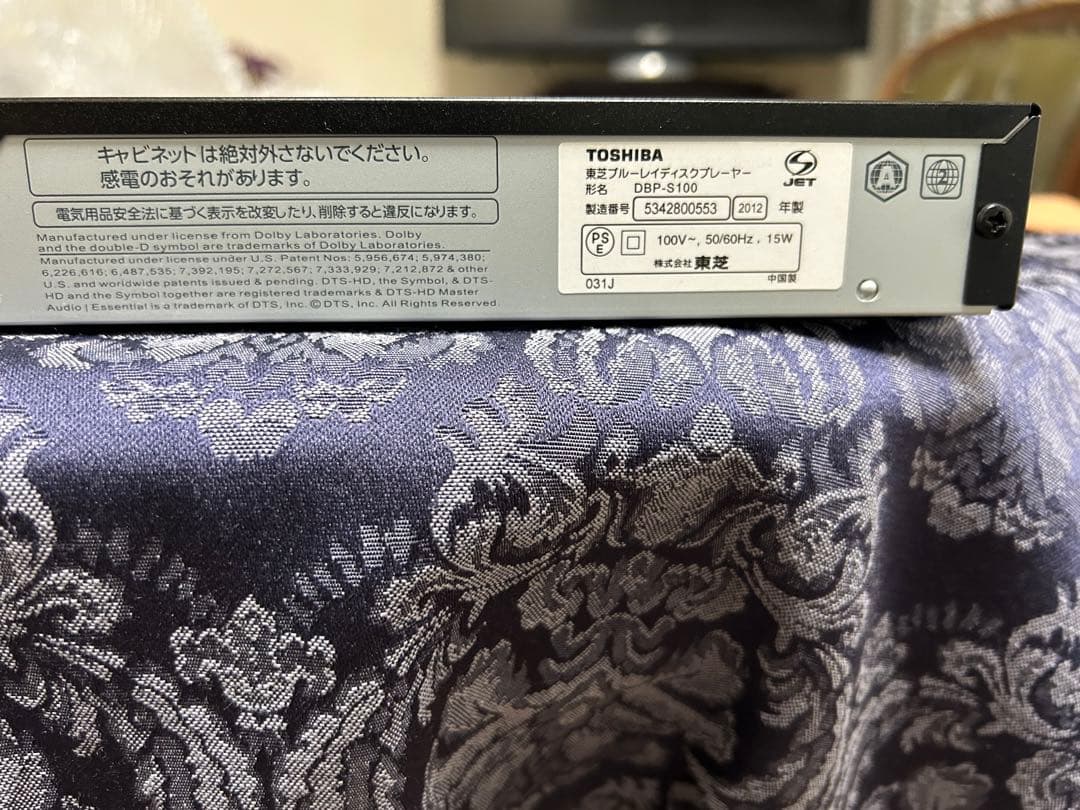 キャビネットは絶対外さないでください。
感電のおそれがあります。
電気用品安全法に基づく表示を改変したり、削除すると違反になります。
Manufactured under license from Dolby Laboratories. Dolby
and the double-D symbol are trademarks of Dolby Laboratories.
Manufactured under license under U.S. Patent Nos: 5,956,674; 5,974,380;
6,226,616; 6,487,535; 7,392,195; 7,272,567; 7,333,929; 7,212,872 & other
U.S. and worldwide patents issued & pending. DTS-HD, the Symbol, & DTS-
HD and the Symbol together are registered trademarks & DTS-HD Master
Audio | Essential is a trademark of DTS, Inc. © DTS, Inc. All Rights Reserved.
TOSHIBA
東芝ブルーレイディスクプレーヤー
形名 DBP-S100
S JET
製造番号 5342800553 2012 年製
PSE 100V~, 50/60Hz, 15W
株式会社 東芝
031J 中国製
A
2